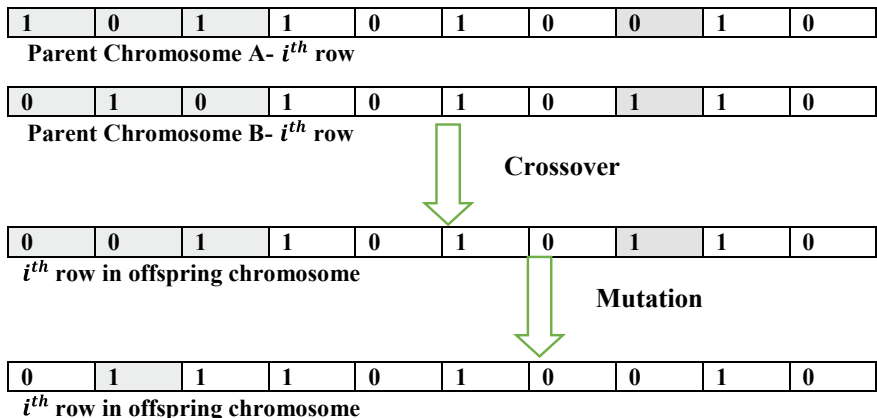 1 0 1 1 0 1 0 0 1 0
Parent Chromosome A- 𝒊𝒕𝒉 row
0 1 0 1 0 1 0 1 1 0
Parent Chromosome B- 𝒊𝒕𝒉 row
Crossover
0 0 1 1 0 1 0 1 1 0
𝒊𝒕𝒉 row in offspring chromosome
Mutation
0 1 1 1 0 1 0 0 1 0
𝒊𝒕𝒉 row in offspring chromosome